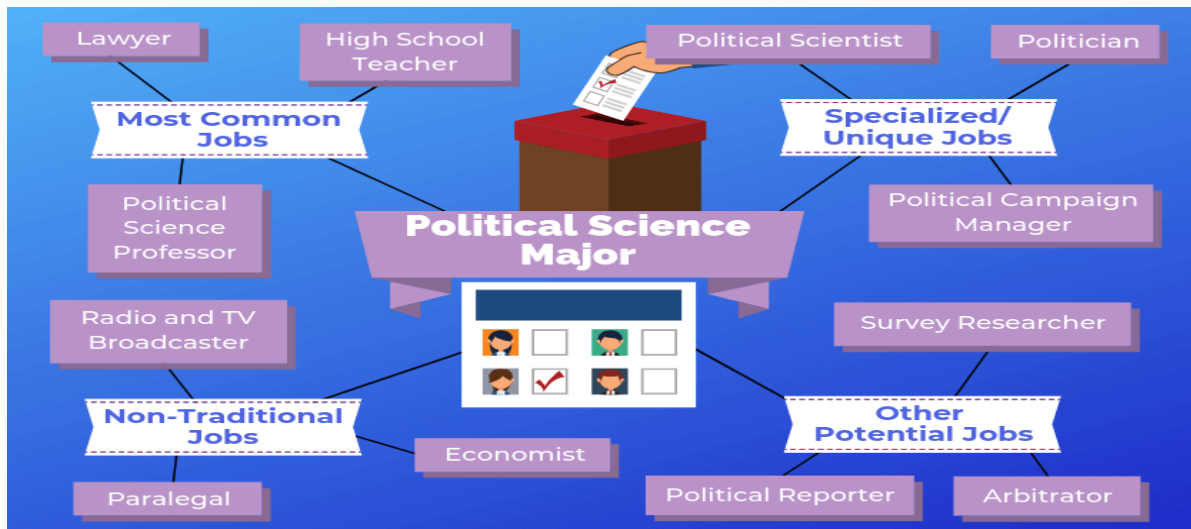 Lawyer
High School
Teacher
Political Scientist
Politician
Most Common
Jobs
Specialized/
Unique Jobs
Political
Science
Professor
Political Campaign
Manager
Political Science
Major
Radio and TV
Broadcaster
Survey Researcher
Non-Traditional
Jobs
Other
Potential Jobs
Economist
Paralegal
Political Reporter
Arbitrator